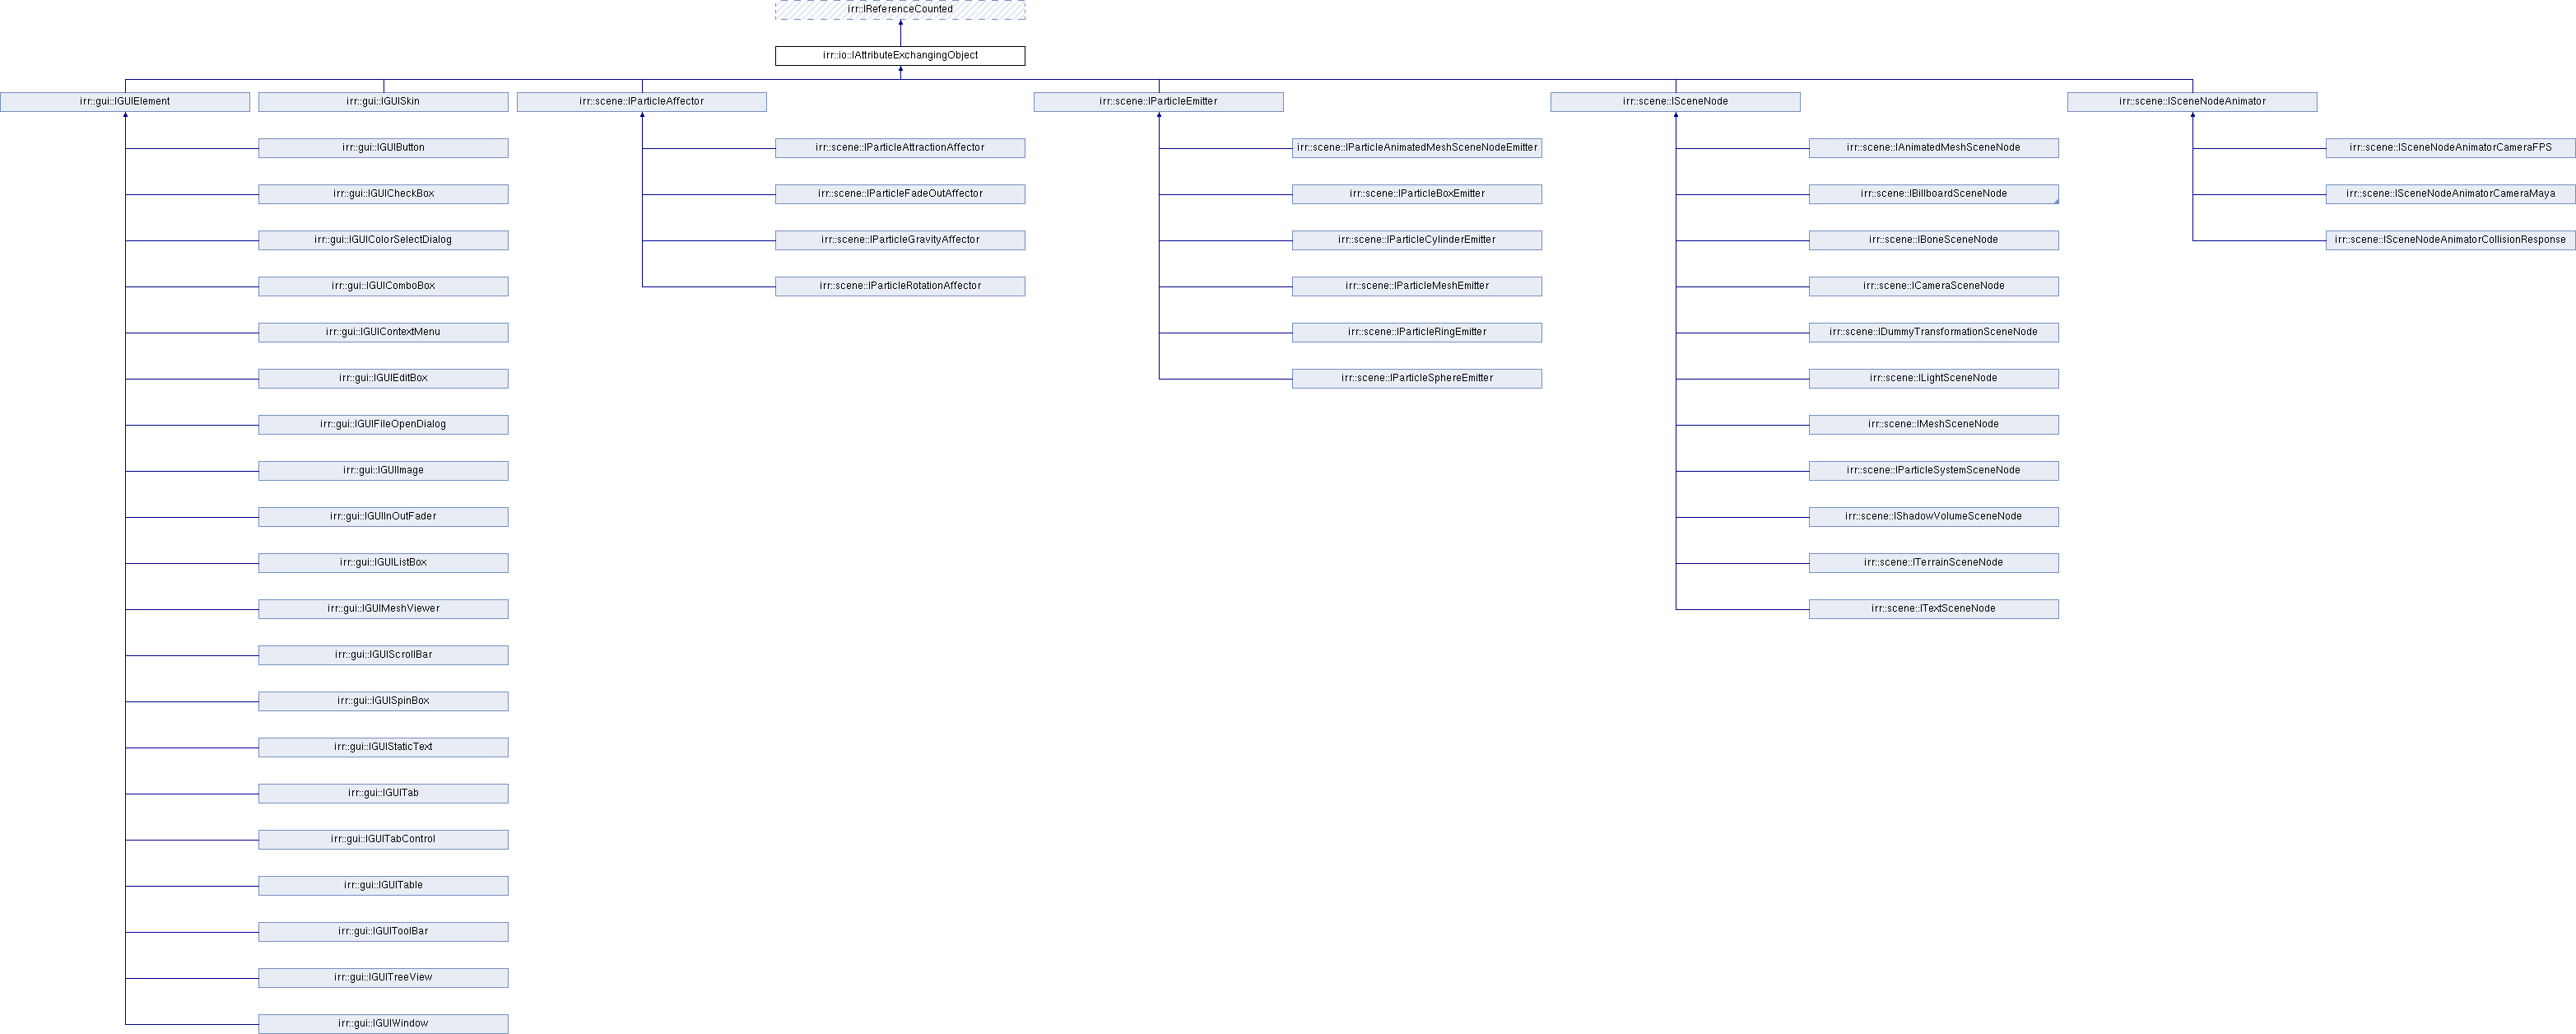 irr::IReferenceCounted
irr::io::IAttributeExchangingObject
irr::gui::IGUIElement
irr::gui::IGUISkin
irr::scene::IParticleAffector
irr::scene::IParticleEmitter
irr::scene::ISceneNode
irr::scene::ISceneNodeAnimator
irr::gui::IGUIButton
irr::scene::IParticleAttractionAffector
irr::scene::IParticleAnimatedMeshSceneNodeEmitter
irr::scene::IAnimatedMeshSceneNode
irr::scene::ISceneNodeAnimatorCameraFPS
irr::gui::IGUICheckBox
irr::scene::IParticleFadeOutAffector
irr::scene::IParticleBoxEmitter
irr::scene::IBillboardSceneNode
irr::scene::ISceneNodeAnimatorCameraMaya
irr::gui::IGUIColorSelectDialog
irr::scene::IParticleGravityAffector
irr::scene::IParticleCylinderEmitter
irr::scene::IBoneSceneNode
irr::scene::ISceneNodeAnimatorCollisionResponse
irr::gui::IGUIComboBox
irr::scene::IParticleRotationAffector
irr::scene::IParticleMeshEmitter
irr::scene::ICameraSceneNode
irr::gui::IGUIContextMenu
irr::scene::IParticleRingEmitter
irr::scene::IDummyTransformationSceneNode
irr::gui::IGUIEditBox
irr::scene::IParticleSphereEmitter
irr::scene::ILightSceneNode
irr::gui::IGUIFileOpenDialog
irr::scene::IMeshSceneNode
irr::gui::IGUIImage
irr::scene::IParticleSystemSceneNode
irr::gui::IGUIInOutFader
irr::scene::IShadowVolumeSceneNode
irr::gui::IGUIListBox
irr::scene::ITerrainSceneNode
irr::gui::IGUIMeshViewer
irr::scene::ITextSceneNode
irr::gui::IGUIScrollBar
irr::gui::IGUISpinBox
irr::gui::IGUIStaticText
irr::gui::IGUITab
irr::gui::IGUITabControl
irr::gui::IGUITable
irr::gui::IGUIToolBar
irr::gui::IGUITreeView
irr::gui::IGUIWindow